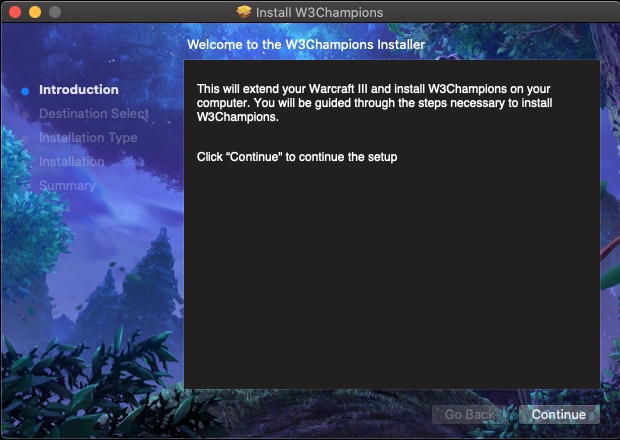 Install W3Champions
Welcome to the W3Champions Installer
Introduction
Destination Select
Installation Type
Installation
Summary
This will extend your Warcraft III and install W3Champions on your
computer. You will be guided through the steps necessary to install
W3Champions.
Click “Continue" to continue the setup
Go Back
Continue